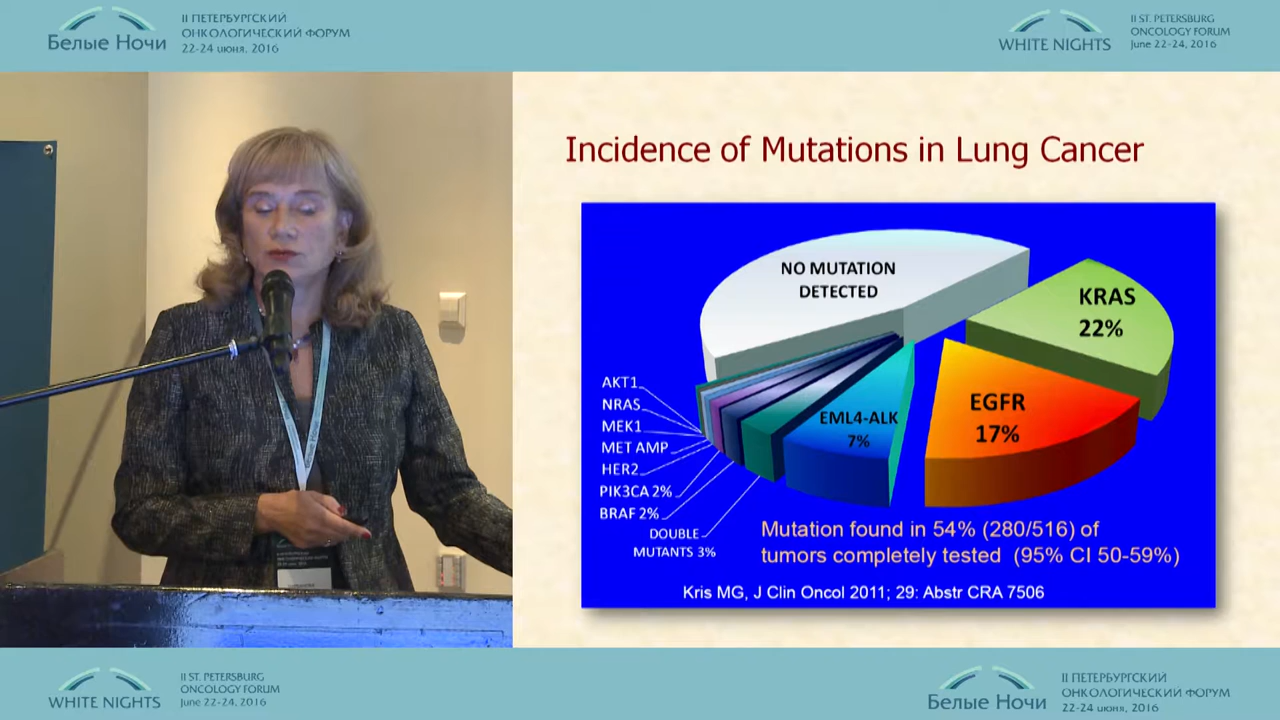 Белые Ночи
II ПЕТЕРБУРГСКИЙ
ОНКОЛОГИЧЕСКИЙ ФОРУМ
22-24 июня, 2016
WHITE NIGHTS
II ST. PETERSBURG
ONCOLOGY FORUM
June 22-24, 2016
Incidence of Mutations in Lung Cancer
NO MUTATION
DETECTED
KRAS
22%
EGFR
17%
EML4-ALK
7%
AKT1
NRAS
MEK1
MET AMP
HER2
PIK3CA 2%
BRAF 2%
DOUBLE
MUTANTS 3%
Mutation found in 54% (280/516) of
tumors completely tested (95% CI 50-59%)
Kris MG, J Clin Oncol 2011; 29: Abstr CRA 7506
WHITE NIGHTS
II ST. PETERSBURG
ONCOLOGY FORUM
June 22-24, 2016
Белые Ночи
II ПЕТЕРБУРГСКИЙ
ОНКОЛОГИЧЕСКИЙ ФОРУМ
22-24 июня, 2016